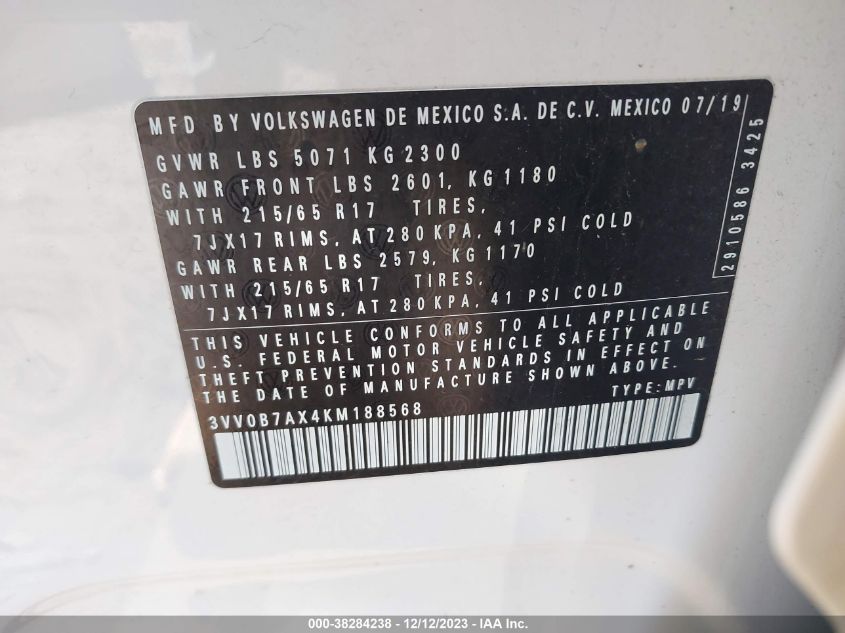 MFD BY VOLKSWAGEN DE MEXICO S.A. DE C.V. MEXICO 07/19
GVWR LBS 5071 KG 2300
GAWR FRONT LBS 2601, KG 1180
WITH 215/65 R17 TIRES,
7JX17 RIMS, AT 280 KPA, 41 PSI COLD
GAWR REAR LBS 2579, KG 1170
WITH 215/65 R17 TIRES,
7JX17 RIMS, AT 280 KPA, 41 PSI COLD
2910586 3425
THIS VEHICLE CONFORMS TO ALL APPLICABLE
U.S. FEDERAL MOTOR VEHICLE SAFETY AND
THEFT PREVENTION STANDARDS IN EFFECT ON
THE DATE OF MANUFACTURE SHOWN ABOVE.
TYPE: MPV
3VV0B7AX4KM188568
000-38284238 - 12/12/2023 - IAA Inc.